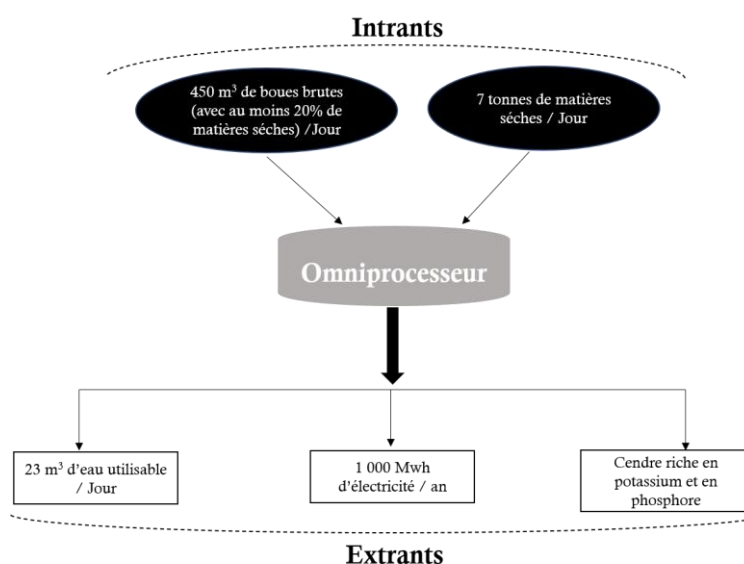 Intrants
450 m³ de boues brutes
(avec au moins 20% de
matières séches) /Jour
7 tonnes de matières
séches / Jour
Omniprocesseur
23 m³ d'eau utilisable
/ Jour
1 000 Mwh
d'électricité / an
Cendre riche en
potassium et en
phosphore
Extrants